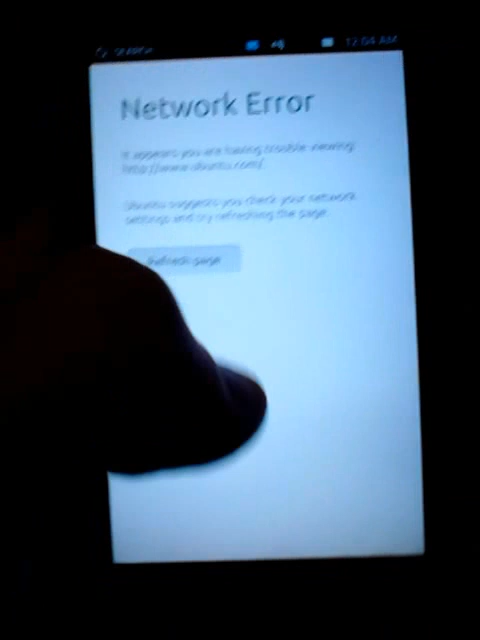 SEARCH 12:04 AM
Network Error
It appears you are having trouble viewing:
http://www.ubuntu.com/.
Ubuntu suggests you check your network
settings and try refreshing the page.
Refresh page